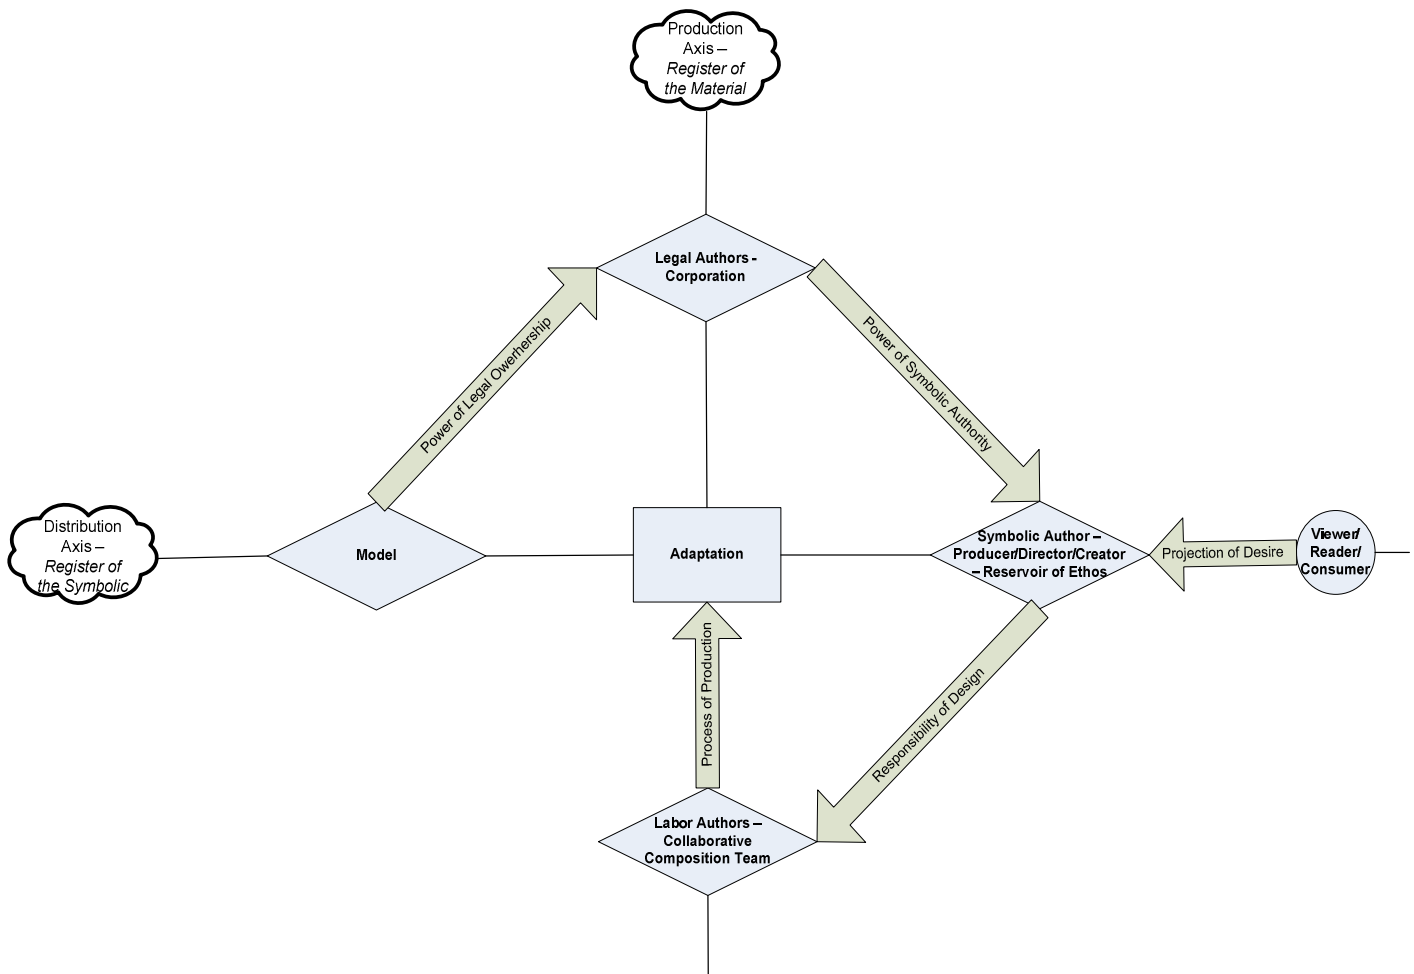 Production
Axis –
Register of
the Material
Legal Authors -
Corporation
Power of Legal Owerhership
Power of Symbolic Authority
Distribution
Axis –
Register of
the Symbolic
Model
Adaptation
Symbolic Author –
Producer/Director/Creator
– Reservoir of Ethos
Projection of Desire
Viewer/
Reader/
Consumer
Process of Production
Responsibility of Design
Labor Authors –
Collaborative
Composition Team